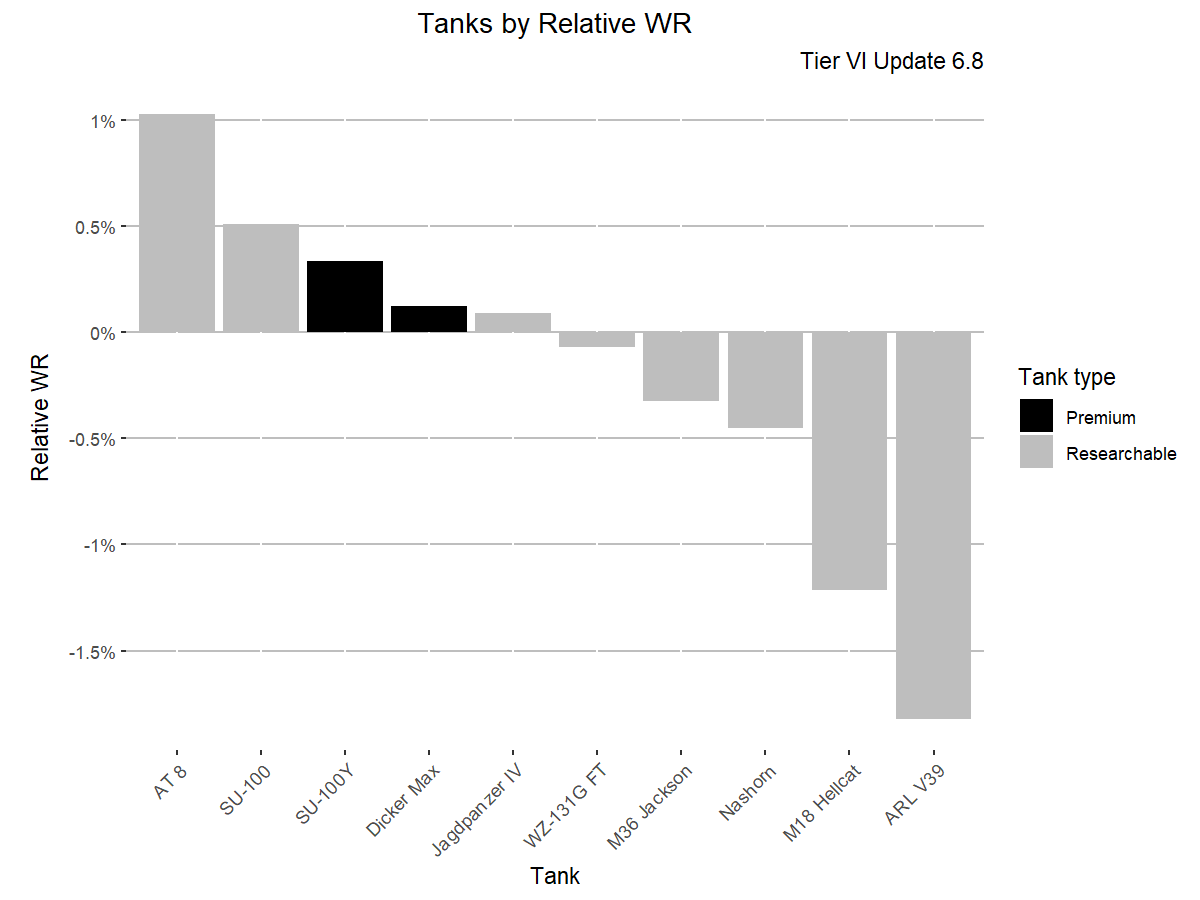 Tanks by Relative WR
Tier VI Update 6.8
1%
0.5%
0%
-0.5%
-1%
-1.5%
Relative WR
AT 8
SU-100
SU-100Y
Dicker Max
Jagdpanzer IV
WZ-131G FT
M36 Jackson
Nashorn
M18 Hellcat
ARL V39
Tank
Tank type
Premium
Researchable